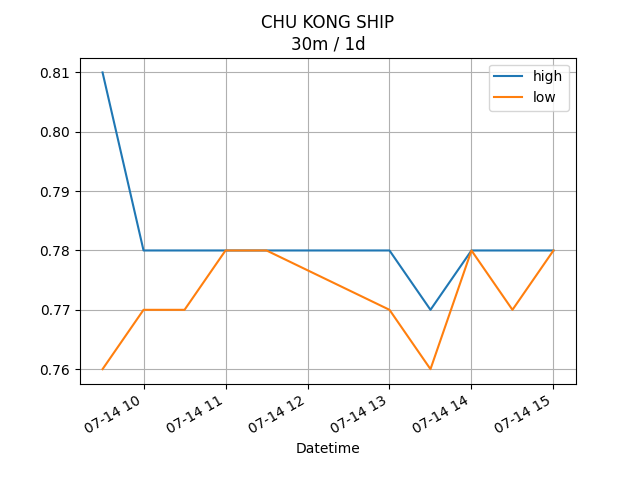 CHU KONG SHIP
30m / 1d
high
low
0.81
0.80
0.79
0.78
0.77
0.76
07-14 10
07-14 11
07-14 12
07-14 13
07-14 14
07-14 15
Datetime